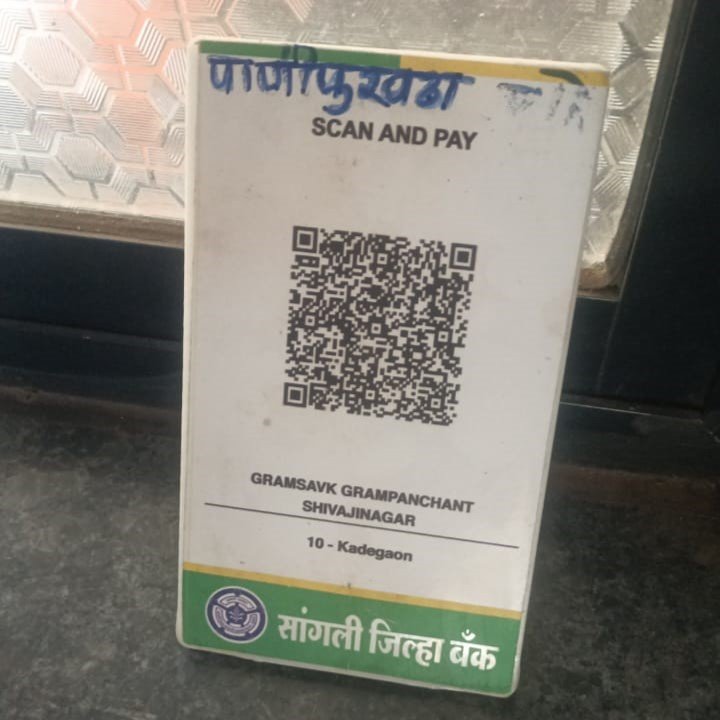 पाणीपुरवठा
SCAN AND PAY
GRAMSAVK GRAMPANCHANT
SHIVAJINAGAR
10 - Kadegaon
सांगली जिल्हा बँक